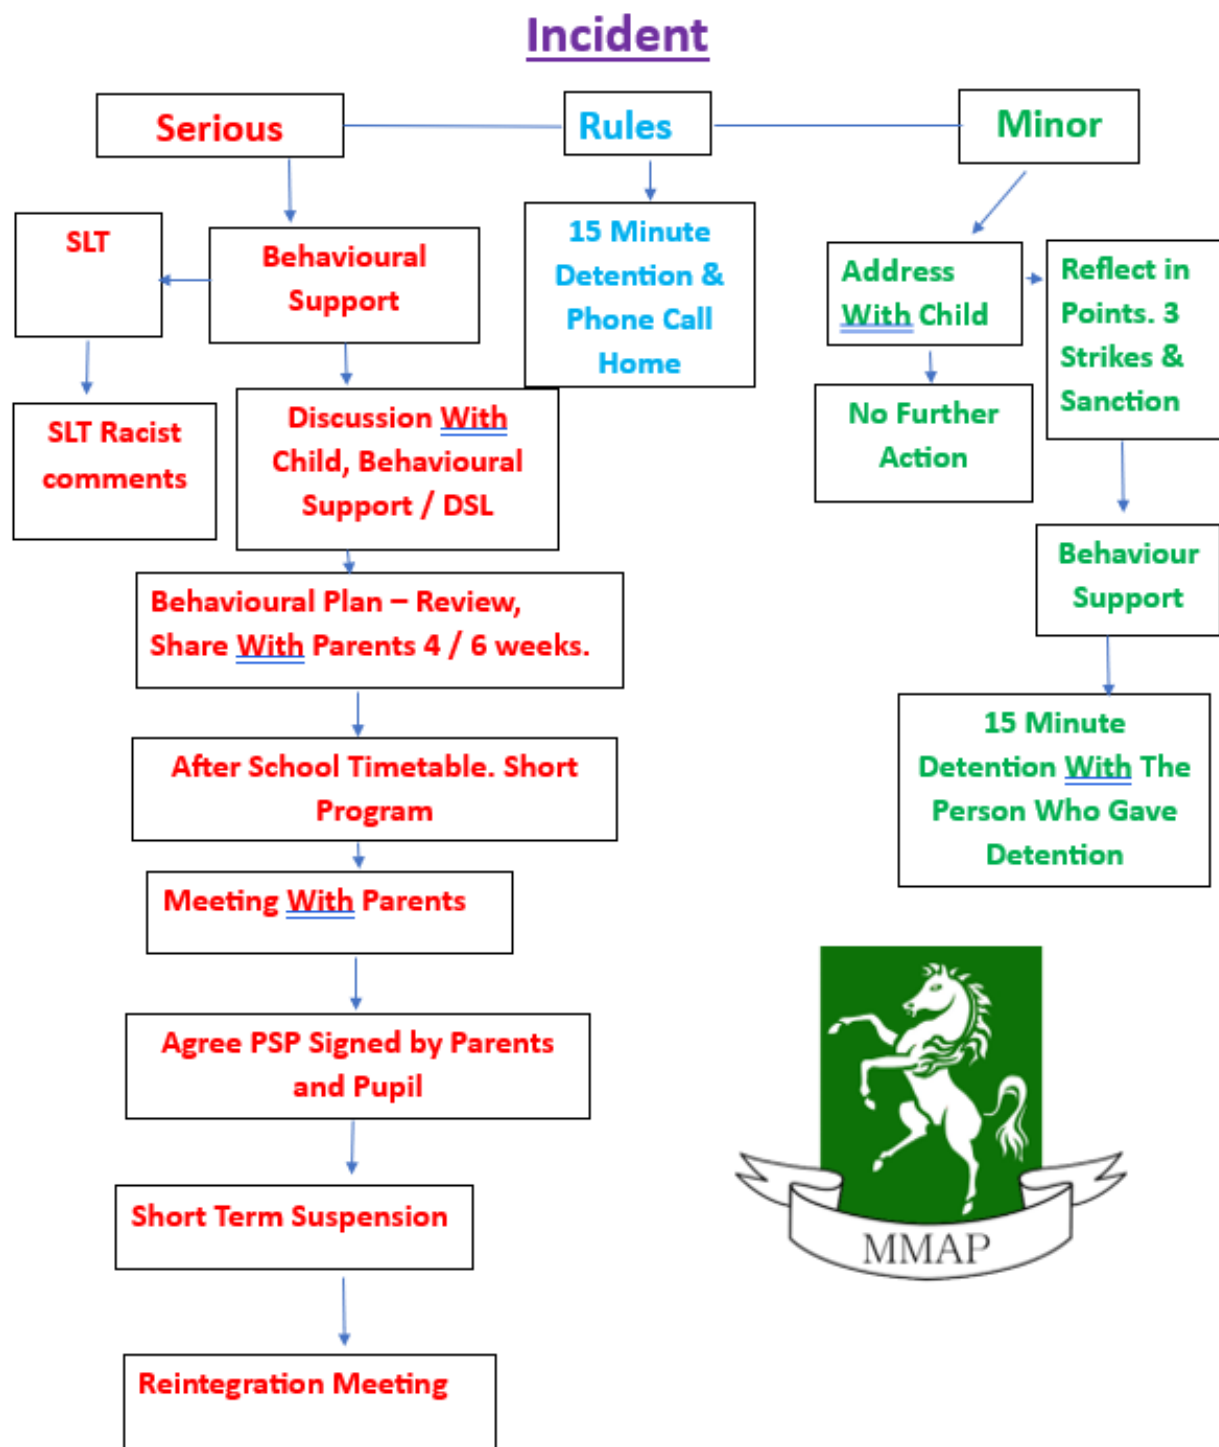 Incident
Serious
Rules
Minor
SLT
Behavioural
Support
15 Minute
Detention &
Phone Call
Home
Address
With Child
Reflect in
Points. 3
Strikes &
Sanction
SLT Racist
comments
Discussion With
Child, Behavioural
Support / DSL
No Further
Action
Behaviour
Support
Behavioural Plan – Review,
Share With Parents 4 / 6 weeks.
15 Minute
Detention With The
Person Who Gave
Detention
After School Timetable. Short
Program
Meeting With Parents
Agree PSP Signed by Parents
and Pupil
Short Term Suspension
Reintegration Meeting
MMAP